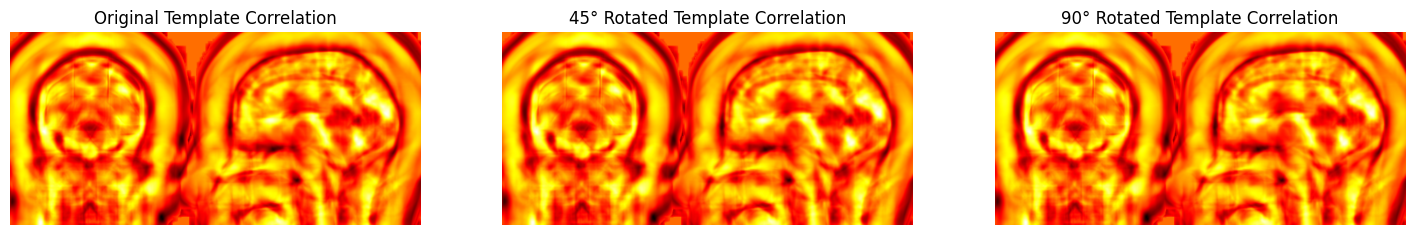 Original Template Correlation
45° Rotated Template Correlation
90° Rotated Template Correlation